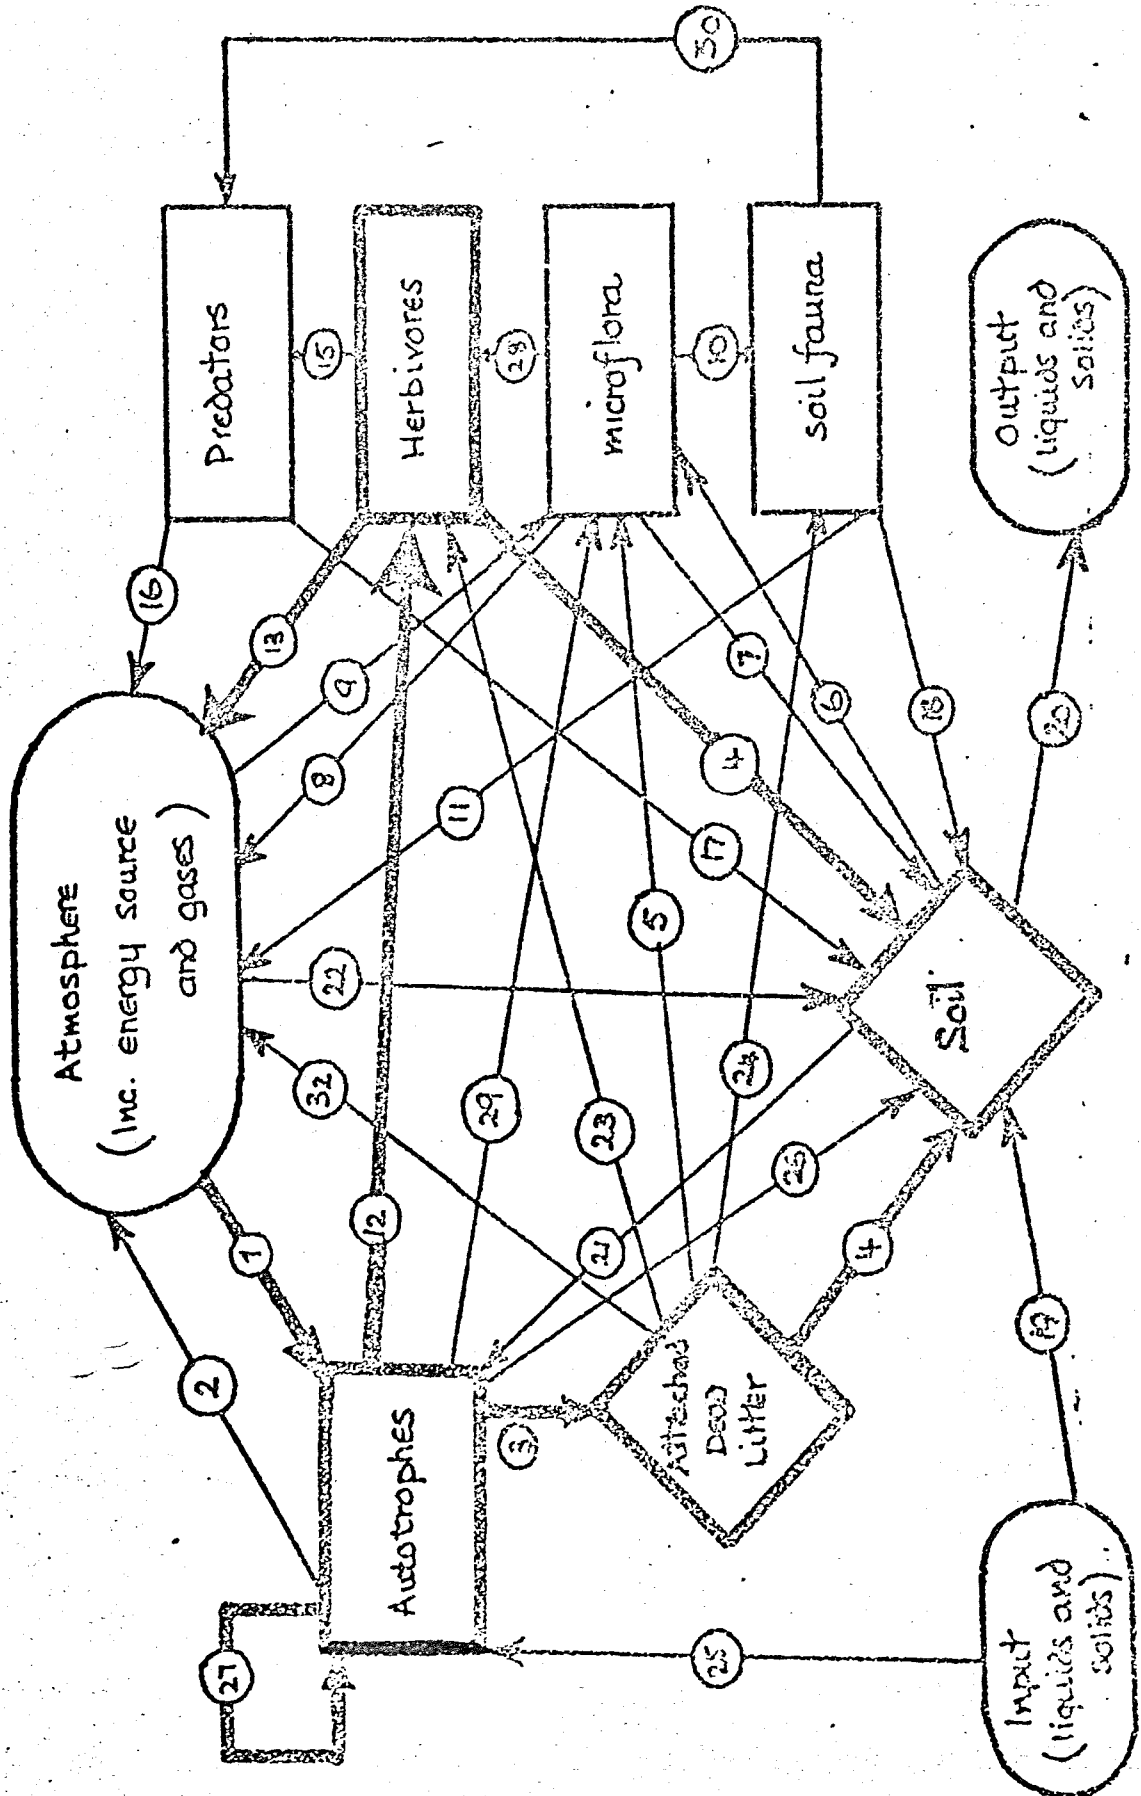 Atmosphere
(Inc. energy source
and gases)
Predators
Herbivores
microflora
soil fauna
Output
(liquids and
solids)
Autotrophes
Attached
Dead
Litter
Soil
Input
(liquids and
solids)
1
2
3
4
5
6
7
8
9
10
11
12
13
4
15
16
17
18
19
20
21
22
23
24
25
26
27
28
29
30
32